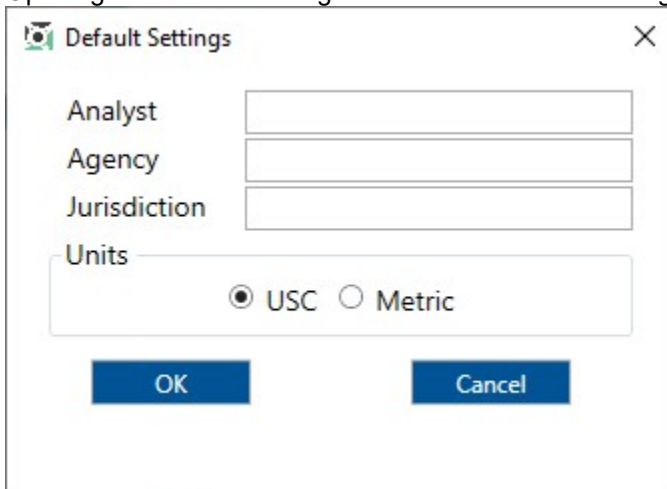 Default Settings
Analyst
Agency
Jurisdiction
Units
USC Metric
OK Cancel